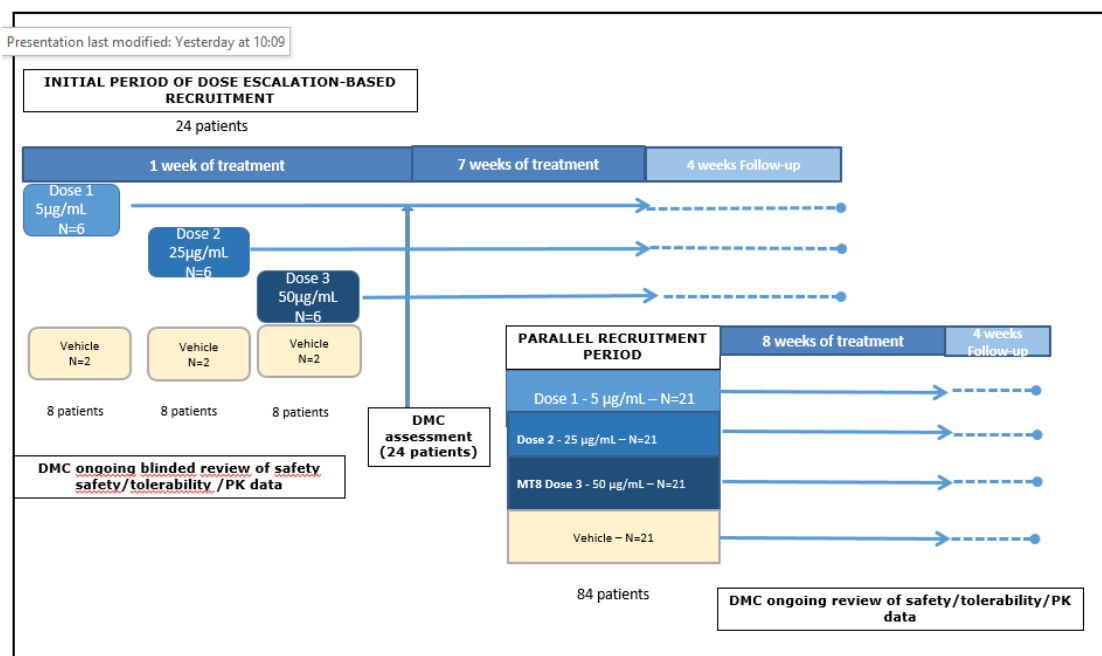 Presentation last modified: Yesterday at 10:09
INITIAL PERIOD OF DOSE ESCALATION-BASED
RECRUITMENT
24 patients
1 week of treatment
7 weeks of treatment
4 weeks Follow-up
Dose 1
5µg/mL
N=6
Dose 2
25µg/mL
N=6
Dose 3
50µg/mL
N=6
Vehicle
N=2
Vehicle
N=2
Vehicle
N=2
8 patients
8 patients
8 patients
DMC
assessment
(24 patients)
DMC ongoing blinded review of safety
safety/tolerability /PK data
PARALLEL RECRUITMENT
PERIOD
8 weeks of treatment
4 weeks
Follow-up
Dose 1 - 5 µg/mL – N=21
Dose 2 - 25 µg/mL – N=21
MT8 Dose 3 - 50 µg/mL – N=21
Vehicle – N=21
84 patients
DMC ongoing review of safety/tolerability/PK
data